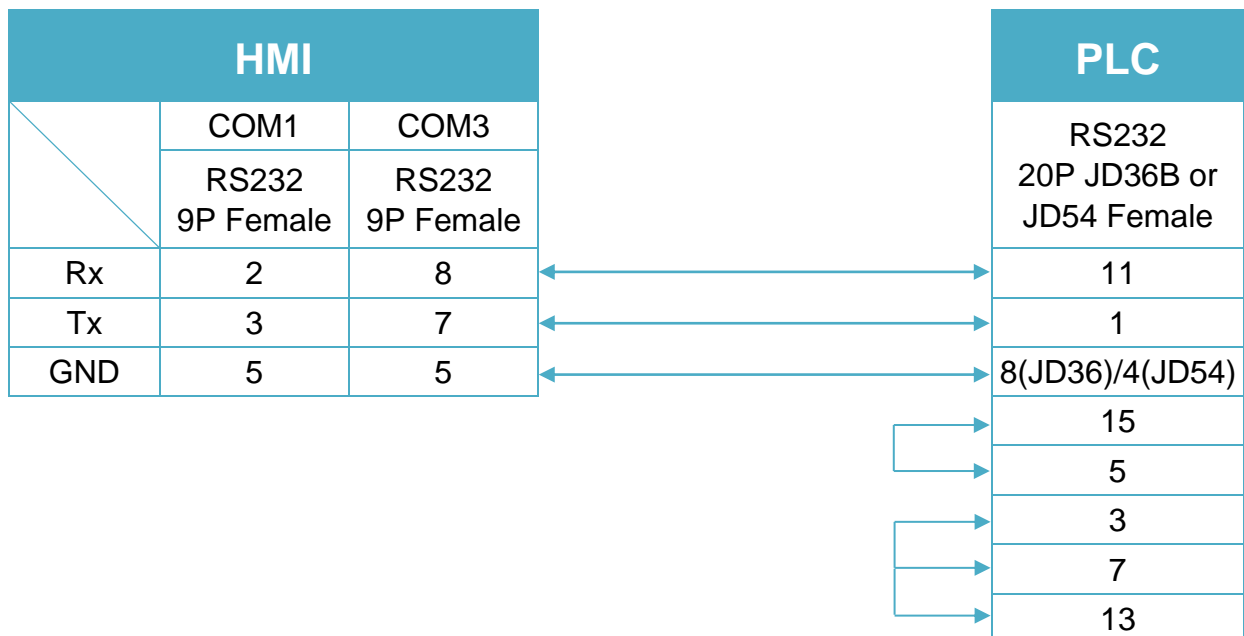 HMI
PLC
COM1 COM3
RS232
9P Female
RS232
9P Female
RS232
20P JD36B or
JD54 Female
Rx 2 8 11
Tx 3 7 1
GND 5 5 8(JD36)/4(JD54)
15
5
3
7
13